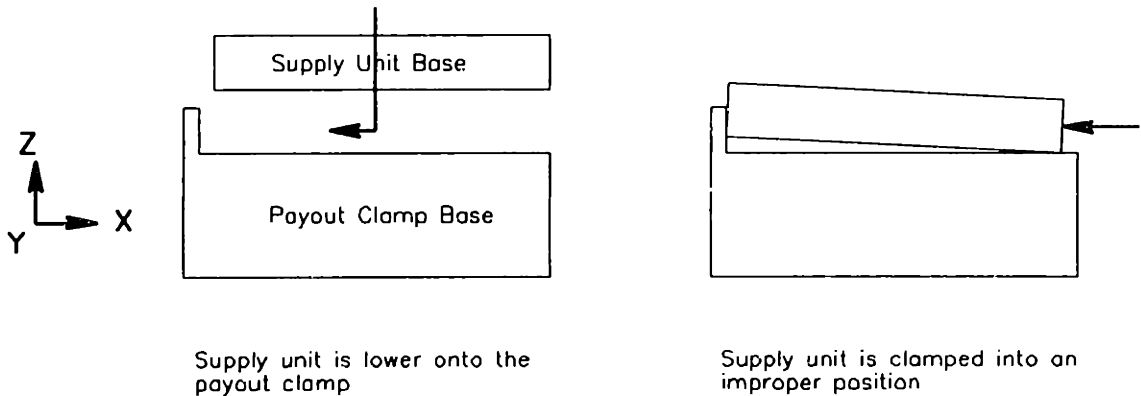 Supply Unit Base
Z
X
Y
Payout Clamp Base
Supply unit is lower onto the
payout clamp
Supply unit is clamped into an
improper position